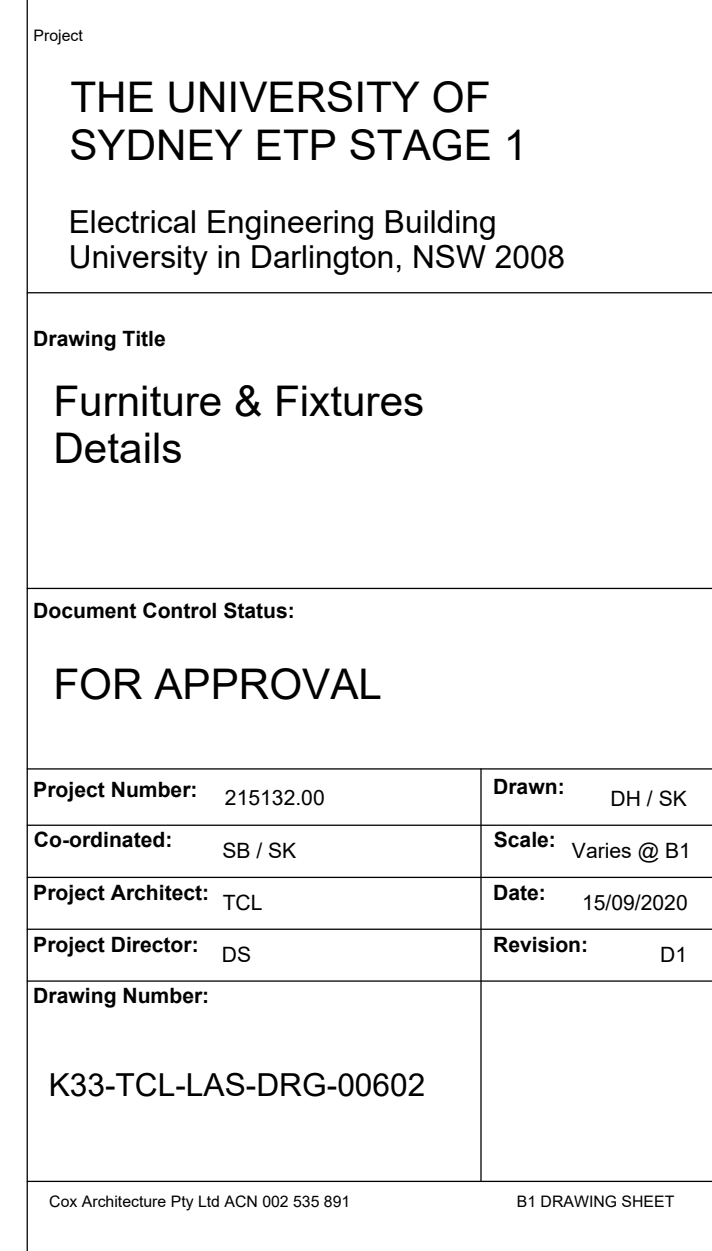 Project
THE UNIVERSITY OF
SYDNEY ETP STAGE 1
Electrical Engineering Building
University in Darlington, NSW 2008
Drawing Title
Furniture & Fixtures
Details
Document Control Status:
FOR APPROVAL
Project Number: 215132.00 Drawn: DH / SK
Co-ordinated: SB / SK Scale: Varies @ B1
Project Architect: TCL Date: 15/09/2020
Project Director: DS Revision: D1
Drawing Number:
K33-TCL-LAS-DRG-00602
Cox Architecture Pty Ltd ACN 002 535 891 B1 DRAWING SHEET